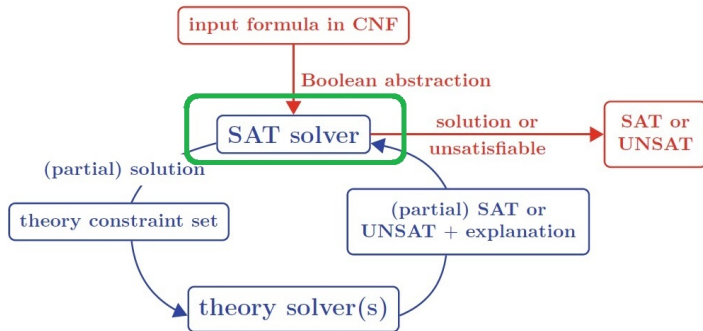 input formula in CNF
Boolean abstraction
SAT solver
solution or
unsatisfiable
SAT or
UNSAT
(partial) solution
theory constraint set
(partial) SAT or
UNSAT + explanation
theory solver(s)